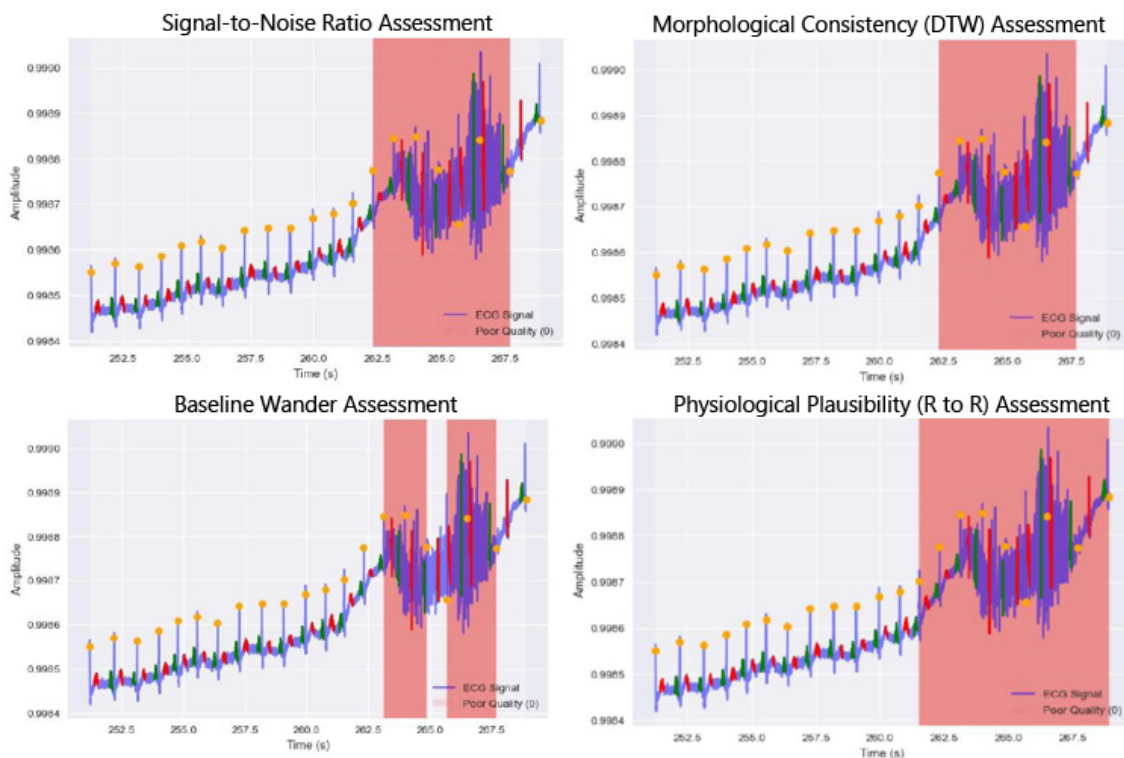 Signal-to-Noise Ratio Assessment
0.9990
0.9989
0.9988
0.9987
0.9986
0.9985
0.9984
Amplitude
ECG Signal
Poor Quality (0)
252.5 255.0 257.5 260.0 262.5 265.0 267.5
Time (s)
Morphological Consistency (DTW) Assessment
0.9990
0.9989
0.9988
0.9987
0.9986
0.9985
0.9984
Amplitude
ECG Signal
Poor Quality (0)
252.5 255.0 257.5 260.0 262.5 265.0 267.5
Time (s)
Baseline Wander Assessment
0.9990
0.9989
0.9988
0.9987
0.9986
0.9985
0.9984
Amplitude
ECG Signal
Poor Quality (0)
252.5 255.0 257.5 260.0 262.5 265.0 267.5
Time (s)
Physiological Plausibility (R to R) Assessment
0.9990
0.9989
0.9988
0.9987
0.9986
0.9985
0.9984
Amplitude
ECG Signal
Poor Quality (0)
252.5 255.0 257.5 260.0 262.5 265.0 267.5
Time (s)